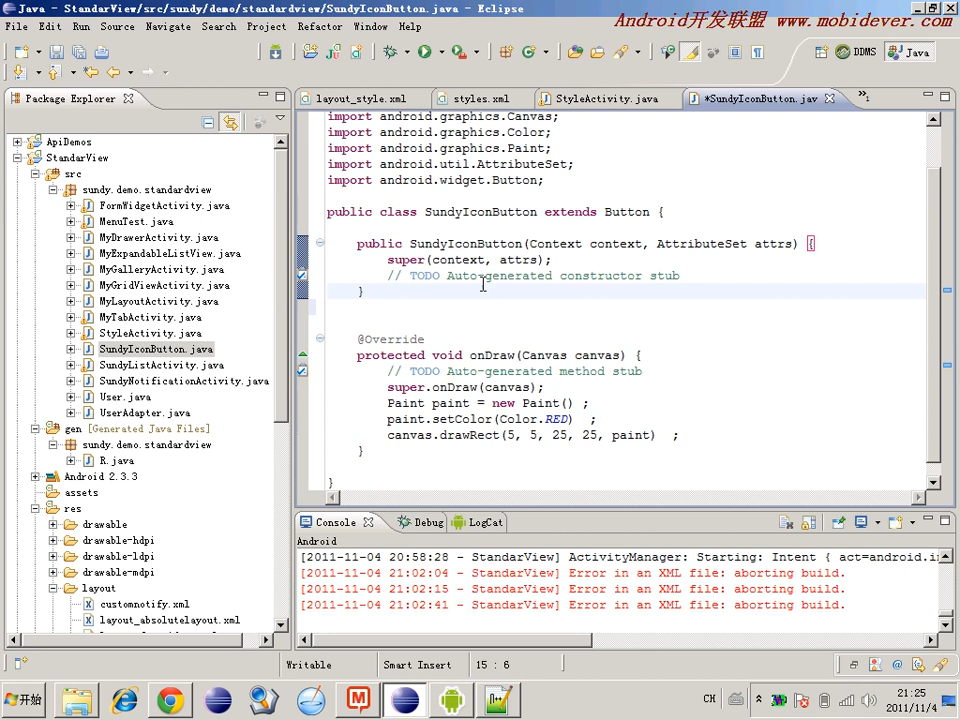 Java - StandarView/src/sundy/demo/standardview/SundyIconButton.java - Eclipse
Android开发联盟 www.mobidever.com
File Edit Run Source Navigate Search Project Refactor Window Help
DDMS Java
Package Explorer
layout_style.xml styles.xml StyleActivity.java *SundyIconButton.jav »1
ApiDemos
StandarView
src
sundy.demo.standardview
FormWidgetActivity.java
MenuTest.java
MyDrawerActivity.java
MyExpandableListView.java
MyGalleryActivity.java
MyGridViewActivity.java
MyLayoutActivity.java
MyTabActivity.java
StyleActivity.java
SundyIconButton.java
SundyListActivity.java
SundyNotificationActivity.java
User.java
UserAdapter.java
gen [Generated Java Files]
sundy.demo.standardview
R.java
Android 2.3.3
assets
res
drawable
drawable-hdpi
drawable-ldpi
drawable-mdpi
layout
customnotify.xml
layout_absolutelayout.xml
import android.graphics.Canvas;
import android.graphics.Color;
import android.graphics.Paint;
import android.util.AttributeSet;
import android.widget.Button;
public class SundyIconButton extends Button {
public SundyIconButton(Context context, AttributeSet attrs) {
super(context, attrs);
// TODO Auto-generated constructor stub
}
@Override
protected void onDraw(Canvas canvas) {
// TODO Auto-generated method stub
super.onDraw(canvas);
Paint paint = new Paint() ;
paint.setColor(Color.RED) ;
canvas.drawRect(5, 5, 25, 25, paint) ;
}
}
Console Debug LogCat
Android
[2011-11-04 20:58:28 - StandarView] ActivityManager: Starting: Intent { act=android.i
[2011-11-04 21:02:04 - StandarView] Error in an XML file: aborting build.
[2011-11-04 21:02:15 - StandarView] Error in an XML file: aborting build.
[2011-11-04 21:02:41 - StandarView] Error in an XML file: aborting build.
Writable Smart Insert 15 : 6
开始
CH
21:25
2011/11/4